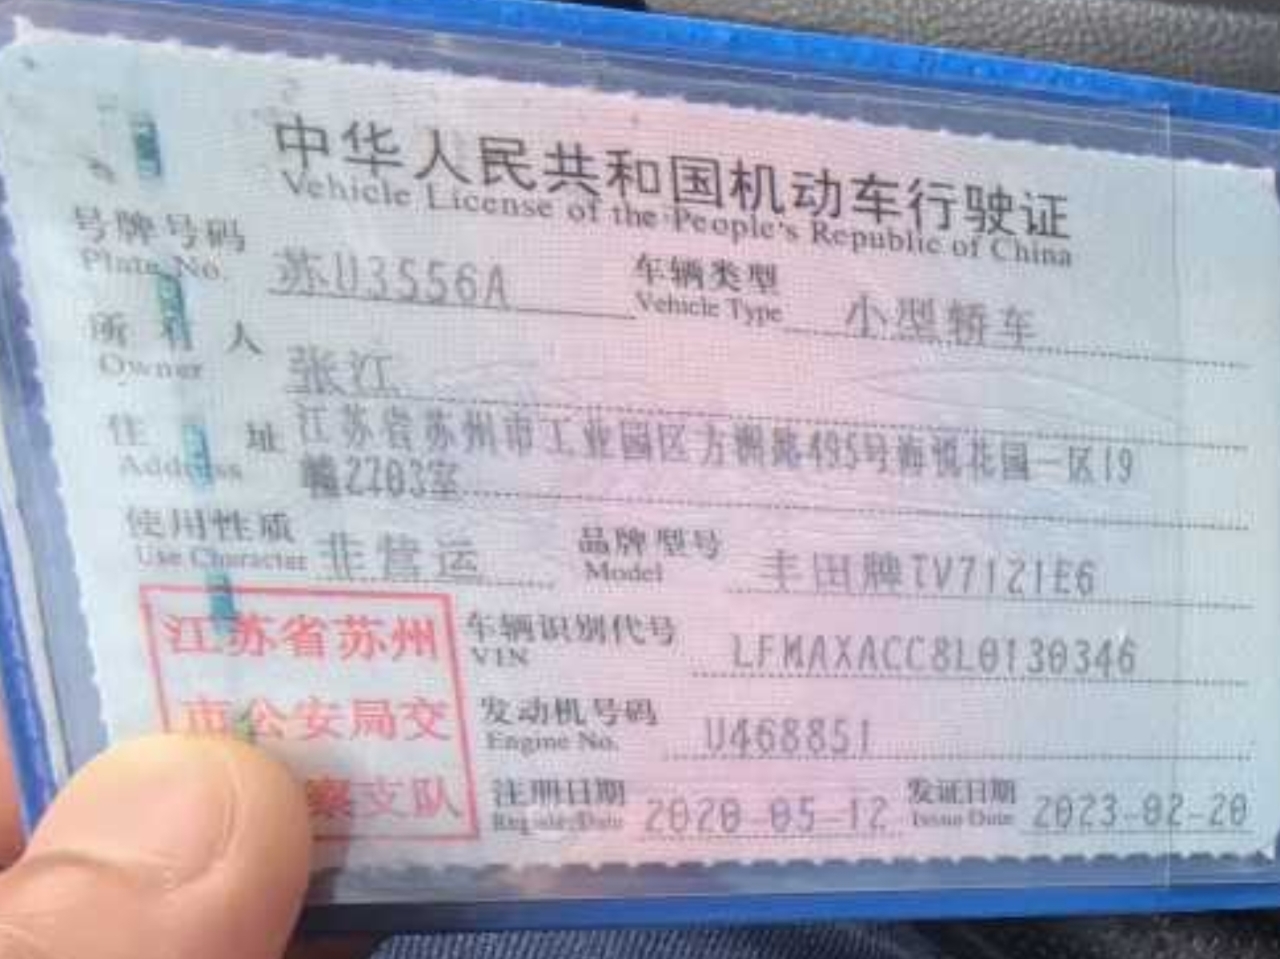 中华人民共和国机动车行驶证
Vehicle License of the People's Republic of China
号牌号码 苏U3556A 车辆类型 小型轿车
Plate No. Vehicle Type
所有人 张江
Owner
住址 江苏省苏州市工业园区方洲路495号海悦花园一区19
Address 幢2203室
使用性质 非营运 品牌型号 丰田牌TV7121E6
Use Character Model
江苏省苏州 车辆识别代号 LFMAXACC8L0130346
VIN
市公安局交 发动机号码 U468851
Engine No.
察支队 注册日期 2020-05-12 发证日期 2023-02-20
Register Date Issue Date